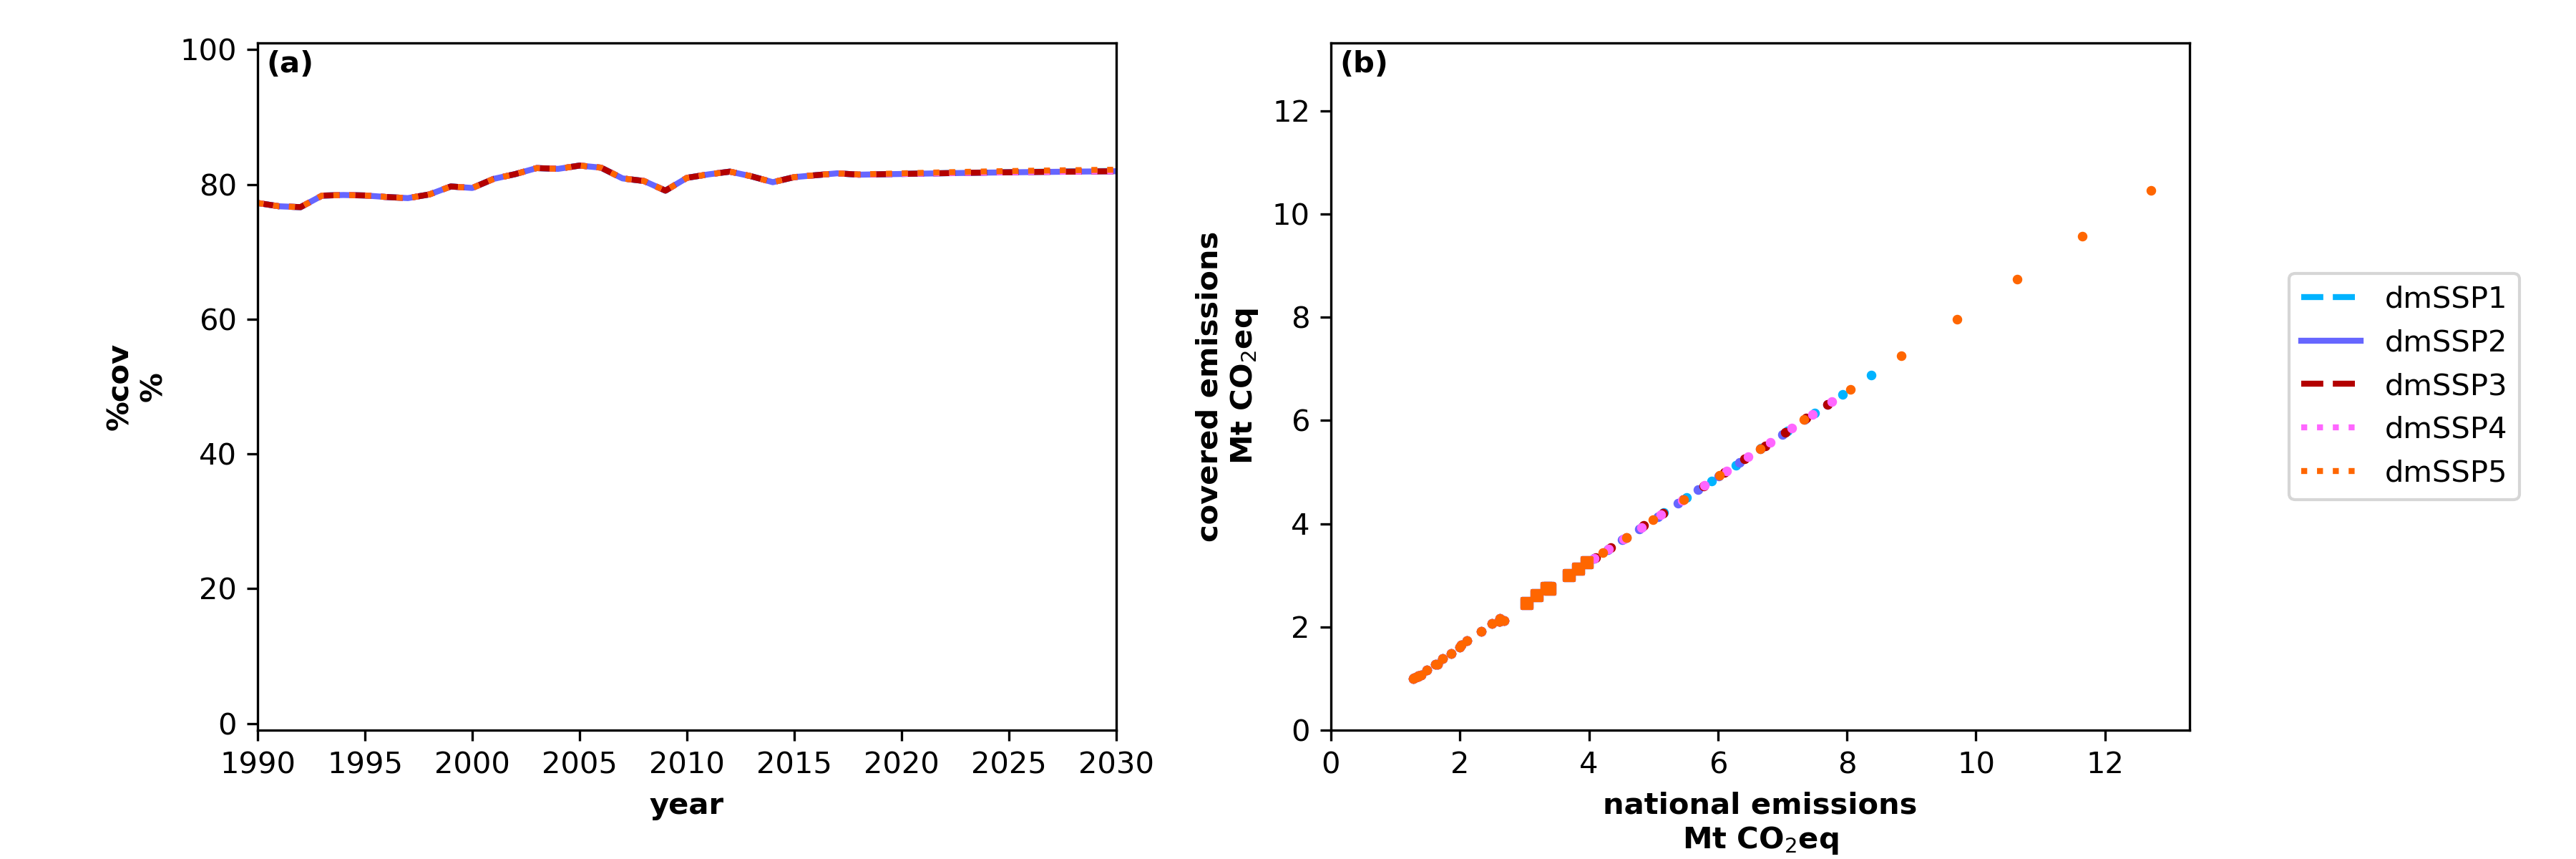 (a)
100
80
60
40
20
0
%cov
%
1990 1995 2000 2005 2010 2015 2020 2025 2030
year
(b)
12
10
8
6
4
2
0
covered emissions
Mt CO₂eq
0 2 4 6 8 10 12
national emissions
Mt CO₂eq
dmSSP1
dmSSP2
dmSSP3
dmSSP4
dmSSP5